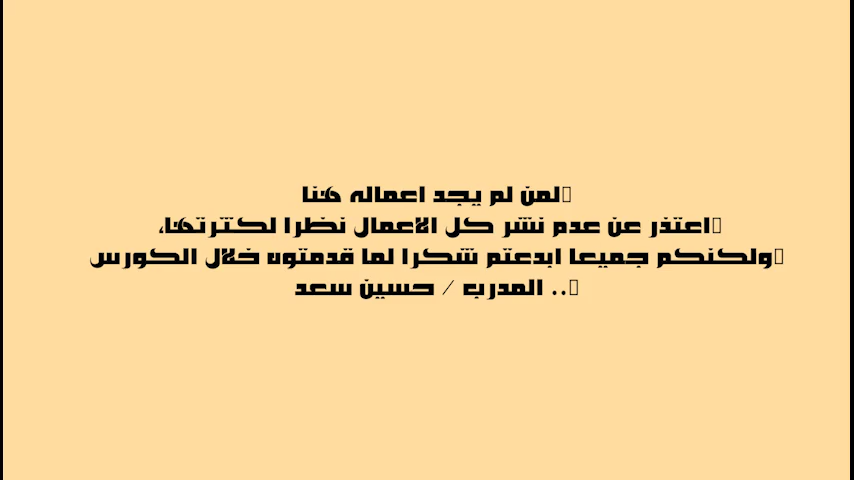 لمن لم يجد اعماله هنا
اعتذر عن عدم نشر كل الاعمال نظرا لكثرتها،
ولكنكم جميعا ابدعتم شكرا لما قدمتوه خلال الكورس
.. المدرب / حسين سعد